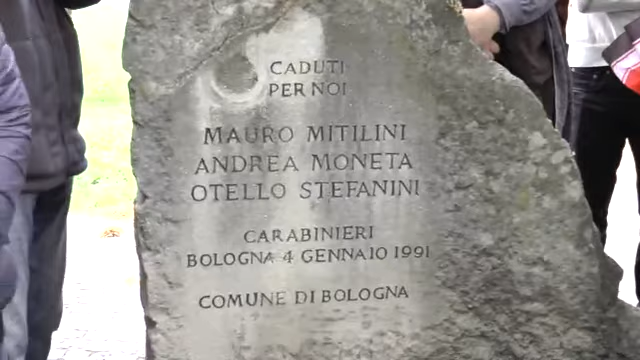 CADUTI
PER NOI
MAURO MITILINI
ANDREA MONETA
OTELLO STEFANINI
CARABINIERI
BOLOGNA 4 GENNAIO 1991
COMUNE DI BOLOGNA